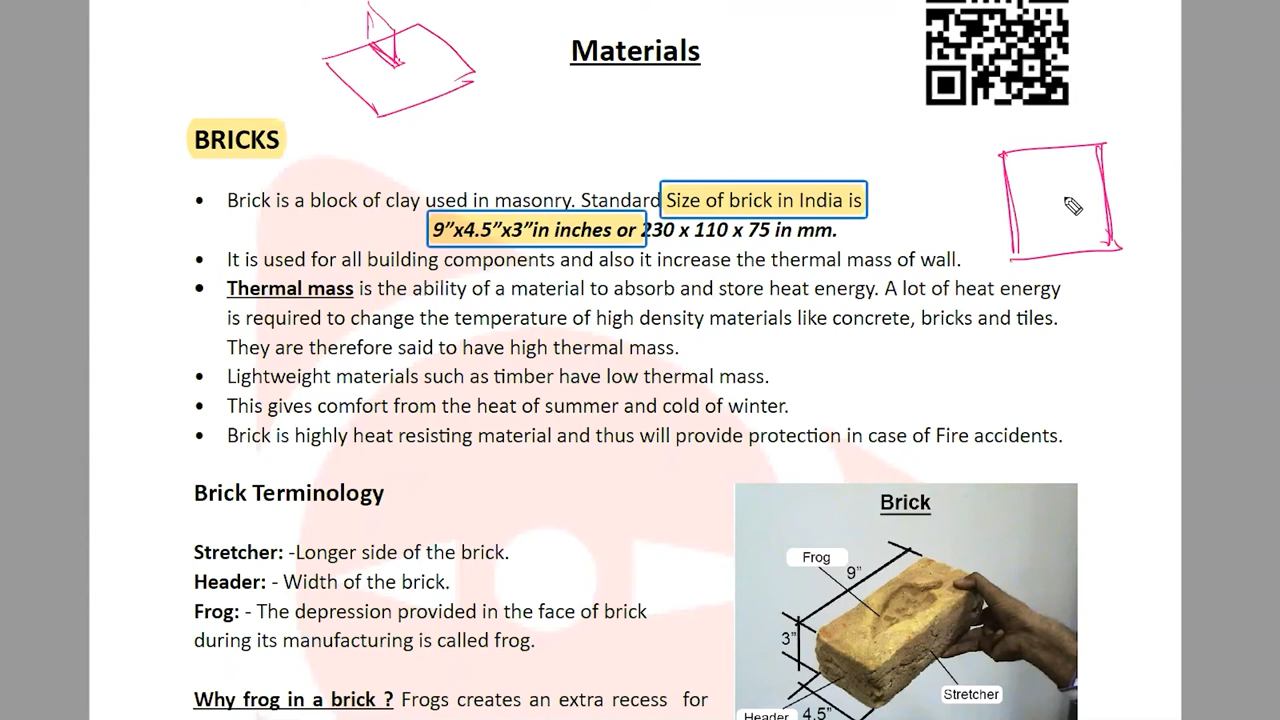 Materials
BRICKS
• Brick is a block of clay used in masonry. Standard Size of brick in India is
9”x4.5”x3”in inches or 230 x 110 x 75 in mm.
• It is used for all building components and also it increase the thermal mass of wall.
• Thermal mass is the ability of a material to absorb and store heat energy. A lot of heat energy
is required to change the temperature of high density materials like concrete, bricks and tiles.
They are therefore said to have high thermal mass.
• Lightweight materials such as timber have low thermal mass.
• This gives comfort from the heat of summer and cold of winter.
• Brick is highly heat resisting material and thus will provide protection in case of Fire accidents.
Brick Terminology
Stretcher: -Longer side of the brick.
Header: - Width of the brick.
Frog: - The depression provided in the face of brick
during its manufacturing is called frog.
Why frog in a brick ? Frogs creates an extra recess for
Brick
Frog
9”
3”
Stretcher
Header
4.5”